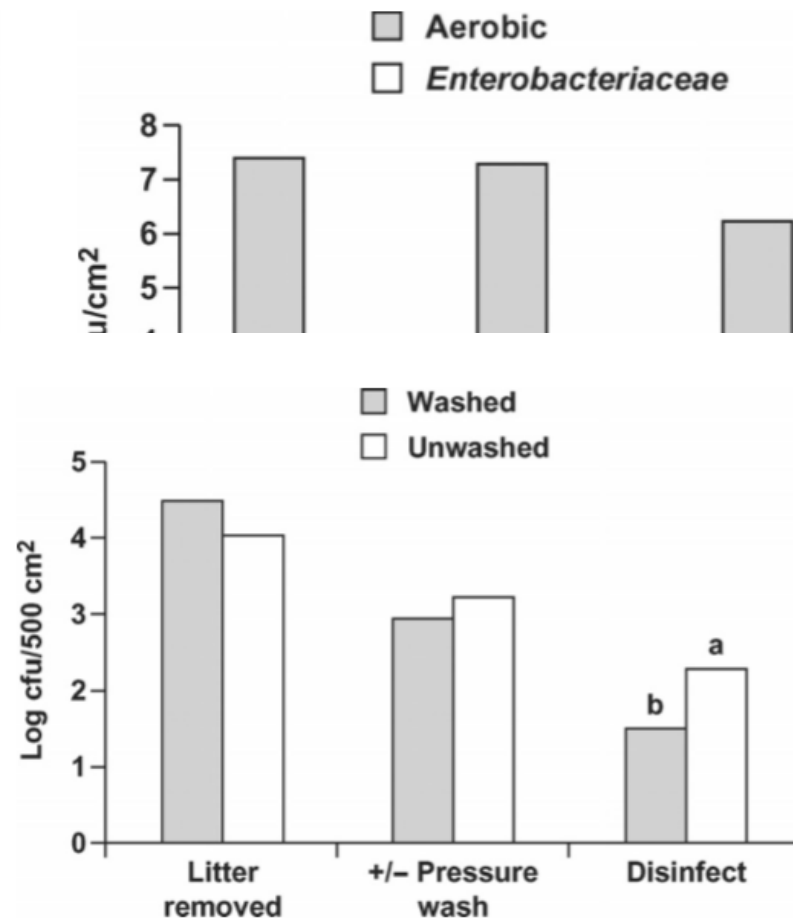 Aerobic
Enterobacteriaceae
8
7
6
5
u/cm²
Washed
Unwashed
5
4
3
2
1
0
Log cfu/500 cm²
a
b
Litter removed
+/– Pressure wash
Disinfect